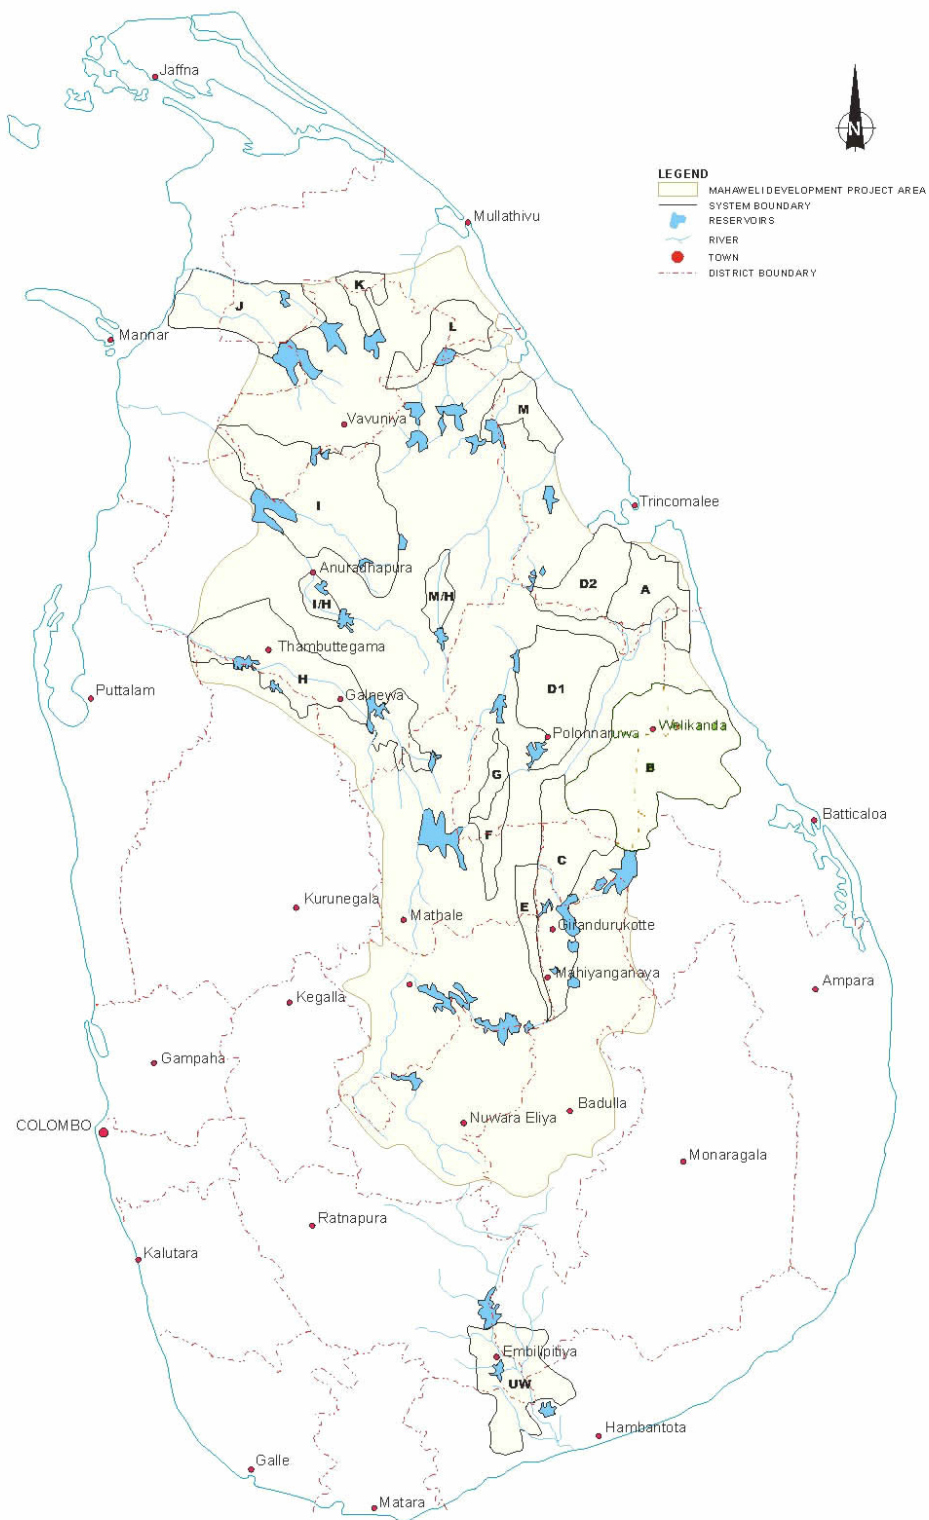 Jaffna
N
LEGEND
MAHAWELI DEVELOPMENT PROJECT AREA
SYSTEM BOUNDARY
RESERVOIRS
RIVER
TOWN
DISTRICT BOUNDARY
Mullathivu
K
J
L
Mannar
M
Vavuniya
Trincomalee
I
Anuradhapura
D2
A
I/H
M/H
Thambuttegama
H
D1
Puttalam
Galnewa
Welikanda
Polonnaruwa
B
G
Batticaloa
F
C
Kurunegala
E
Mathale
Girandurukotte
Mahiyanganaya
Ampara
Kegalla
Gampaha
Badulla
COLOMBO
Nuwara Eliya
Monaragala
Ratnapura
Kalutara
Embilipitiya
UW
Hambantota
Galle
Matara